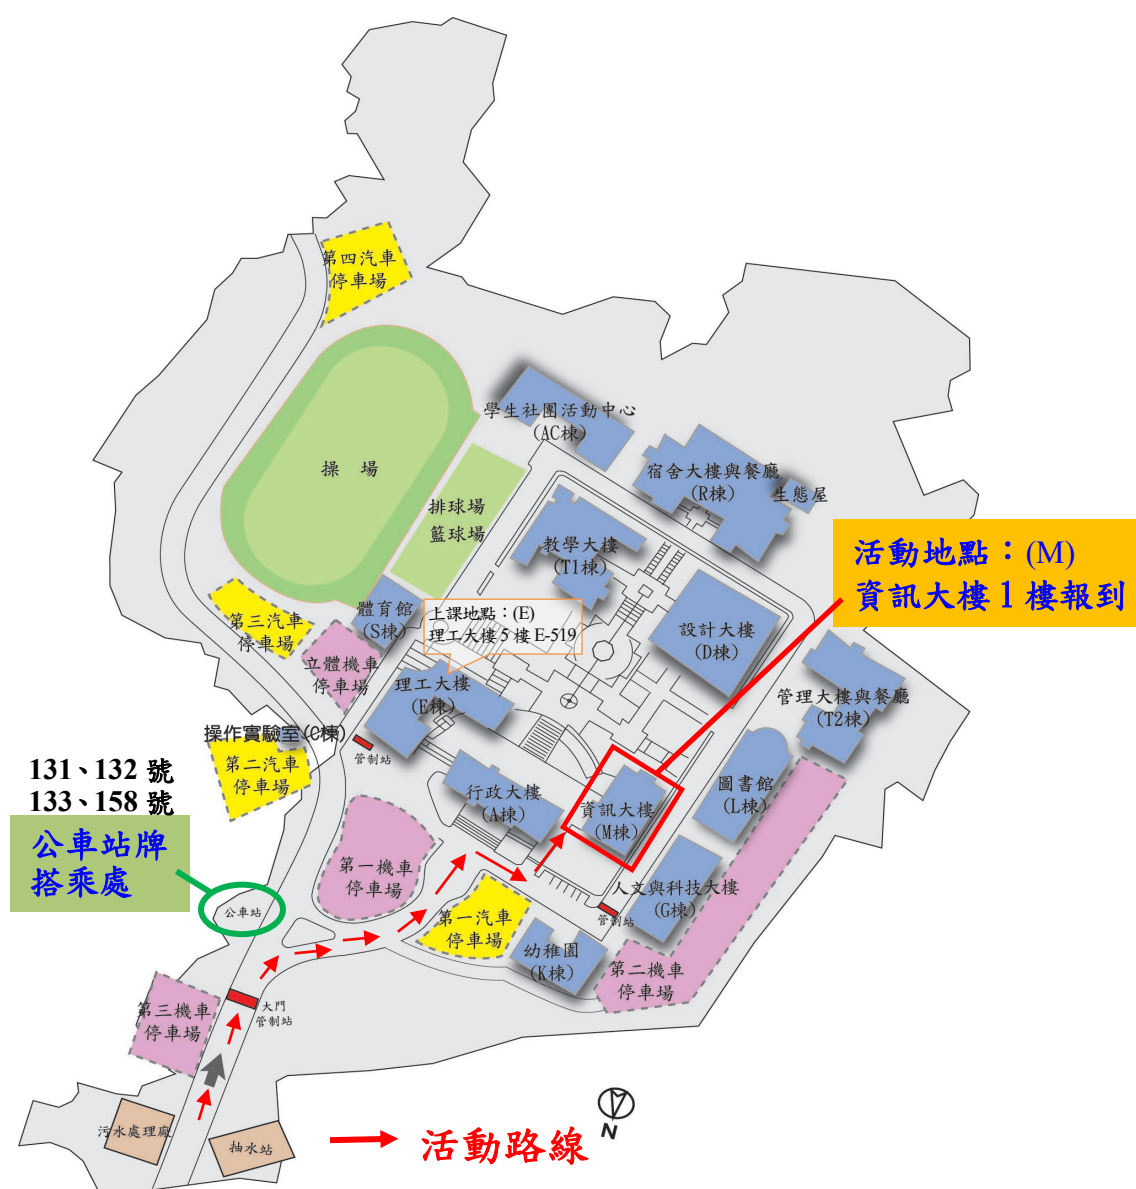 第四汽車
停車場
學生社團活動中心
(AC棟)
宿舍大樓與餐廳
(R棟)
生態屋
操 場
排球場
籃球場
教學大樓
(T1棟)
活動地點：(M)
資訊大樓 1 樓報到
體育館
(S棟)
上課地點：(E)
理工大樓 5 樓 E-519
第三汽車
停車場
立體機車
停車場
設計大樓
(D棟)
理工大樓
(E棟)
管理大樓與餐廳
(T2棟)
操作實驗室(C棟)
管制站
第二汽車
停車場
131、132 號
133、158 號
公車站牌
搭乘處
行政大樓
(A棟)
資訊大樓
(M棟)
圖書館
(L棟)
第一機車
停車場
人文與科技大樓
(G棟)
管制站
公車站
第一汽車
停車場
幼稚園
(K棟)
第二機車
停車場
第三機車
停車場
大門
管制站
污水處理廠
抽水站
N
活動路線